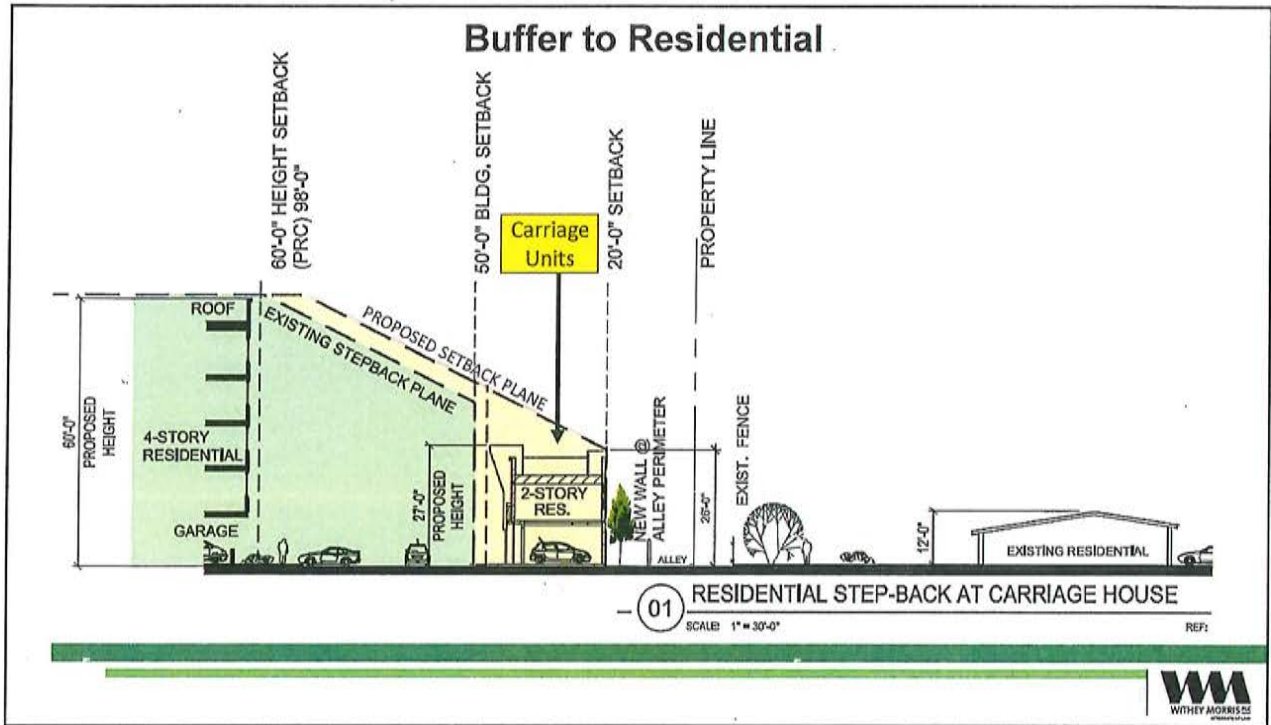 Buffer to Residential
60'-0" HEIGHT SETBACK
(PRC) 98'-0"
50'-0" BLDG. SETBACK
Carriage
Units
20'-0" SETBACK
PROPERTY LINE
ROOF
PROPOSED SETBACK PLANE
EXISTING STEPBACK PLANE
60'-0"
PROPOSED
HEIGHT
4-STORY
RESIDENTIAL
GARAGE
27'-0"
PROPOSED
HEIGHT
2-STORY
RES.
NEW WALL @
ALLEY PERIMETER
ALLEY
26'-0"
EXIST. FENCE
12'-0"
EXISTING RESIDENTIAL
01
RESIDENTIAL STEP-BACK AT CARRIAGE HOUSE
SCALE: 1" = 30'-0"
REF:
WM
WITHEY MORRIS